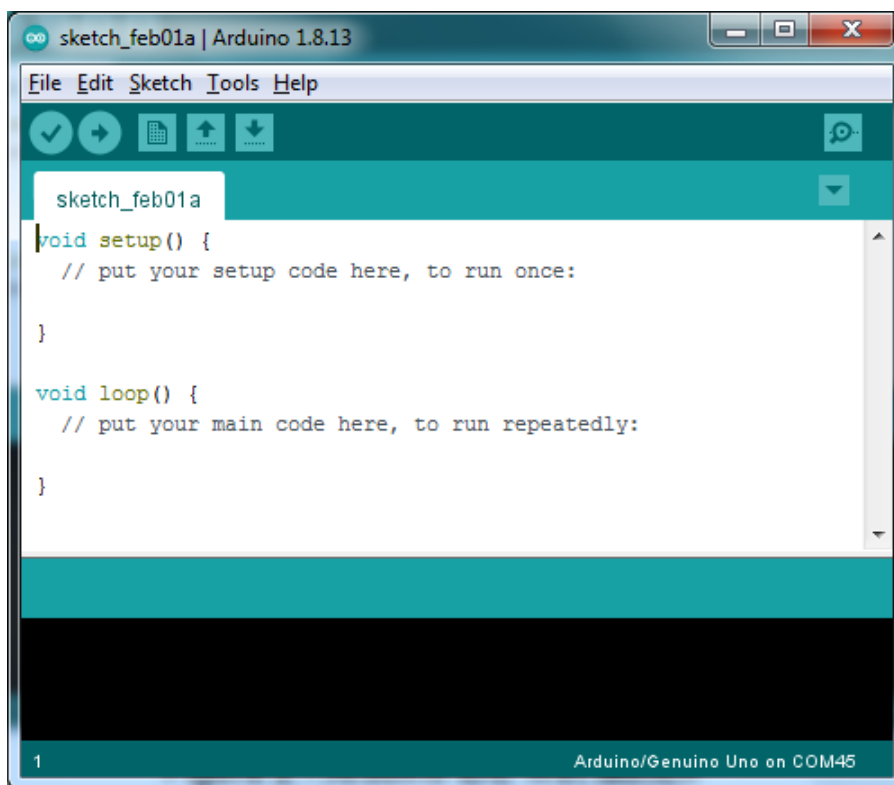 sketch_feb01a | Arduino 1.8.13
File Edit Sketch Tools Help
sketch_feb01a
void setup() {
  // put your setup code here, to run once:
}
void loop() {
  // put your main code here, to run repeatedly:
}
1 Arduino/Genuino Uno on COM45